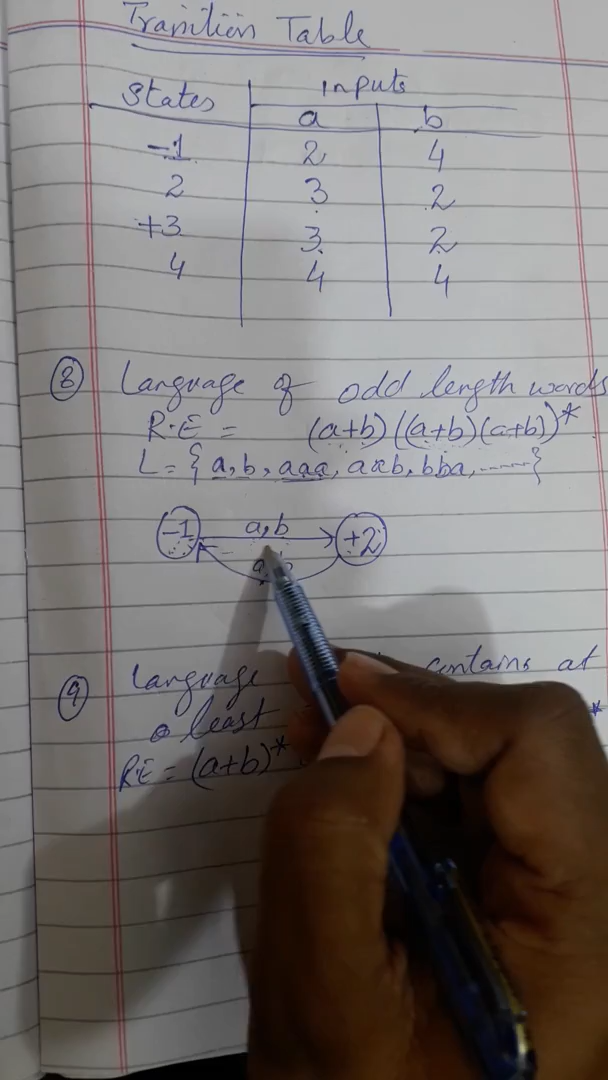 Tranition Table
States Inputs
a b
-1 2 4
2 3 2
+3 3 2
4 4 4
8 Language of odd length words
R.E = (a+b)((a+b)(a+b))*
L = {a, b, aaa, aab, bba, ......}
-1 a,b +2
a b
9 Language contains at
least *
RE = (a+b)*